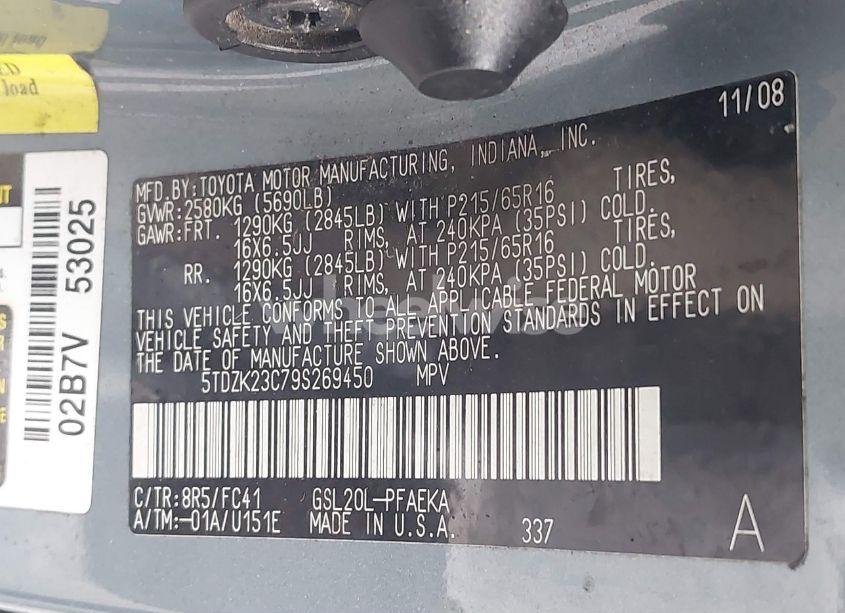 ED
load
UT
53025
02B7V
11/08
MFD.BY:TOYOTA MOTOR MANUFACTURING, INDIANA, INC.
GVWR:2580KG (5690LB)
GAWR:FRT. 1290KG (2845LB) WITH P215/65R16 TIRES,
16X6.5JJ RIMS, AT 240KPA (35PSI) COLD.
RR. 1290KG (2845LB) WITH P215/65R16 TIRES,
16X6.5JJ RIMS, AT 240KPA (35PSI) COLD.
THIS VEHICLE CONFORMS TO ALL APPLICABLE FEDERAL MOTOR
VEHICLE SAFETY AND THEFT PREVENTION STANDARDS IN EFFECT ON
THE DATE OF MANUFACTURE SHOWN ABOVE.
5TDZK23C79S269450 MPV
C/TR:8R5/FC41 GSL20L-PFAEKA
A/TM:-01A/U151E MADE IN U.S.A. 337 A